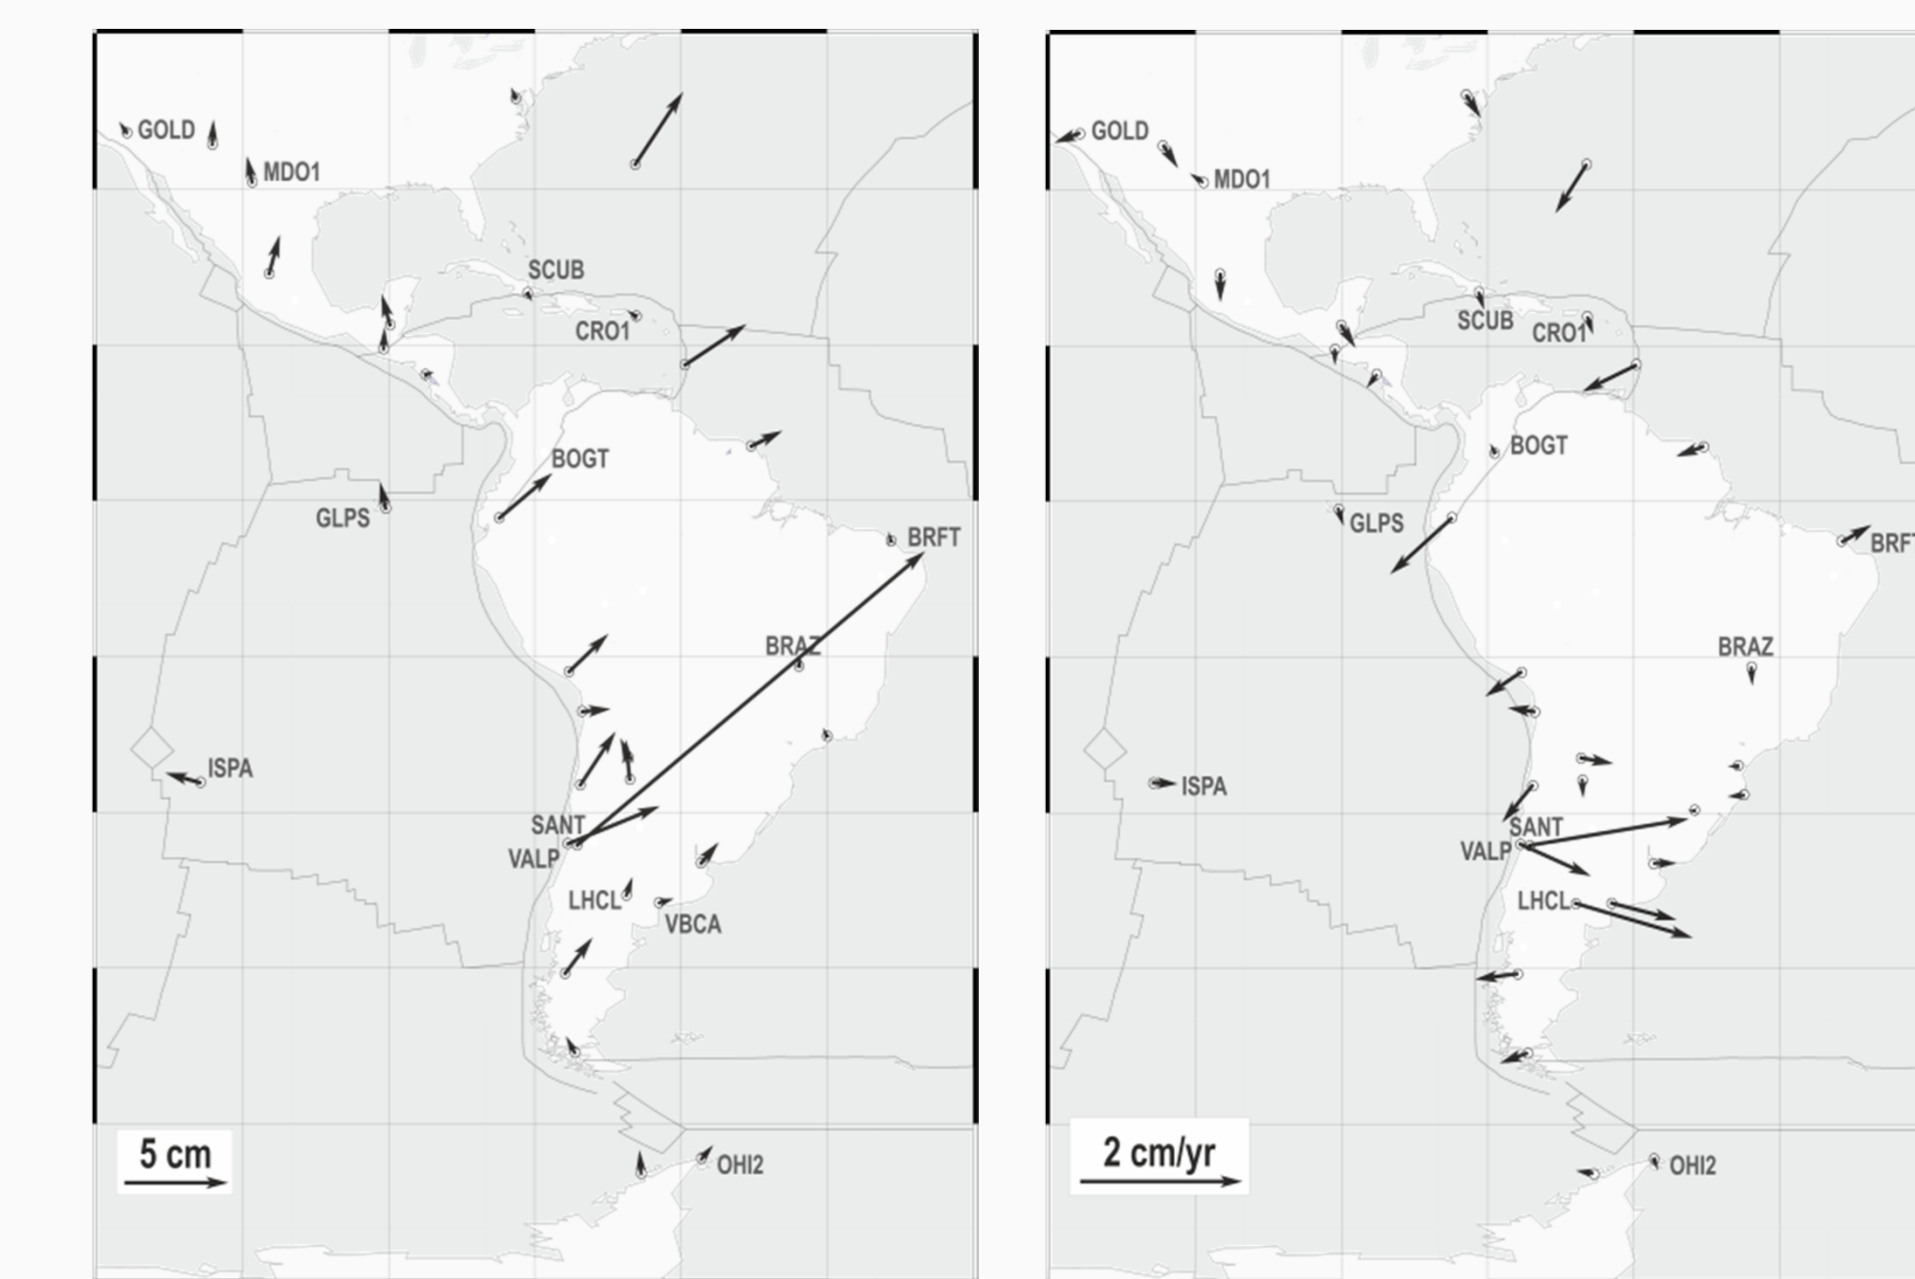 GOLD
MDO1
SCUB
CRO1
BOGT
GLPS
BRFT
BRAZ
ISPA
SANT
VALP
LHCL
VBCA
5 cm
OHI2
GOLD
MDO1
SCUB
CRO1
BOGT
GLPS
BRFT
BRAZ
ISPA
SANT
VALP
LHCL
2 cm/yr
OHI2